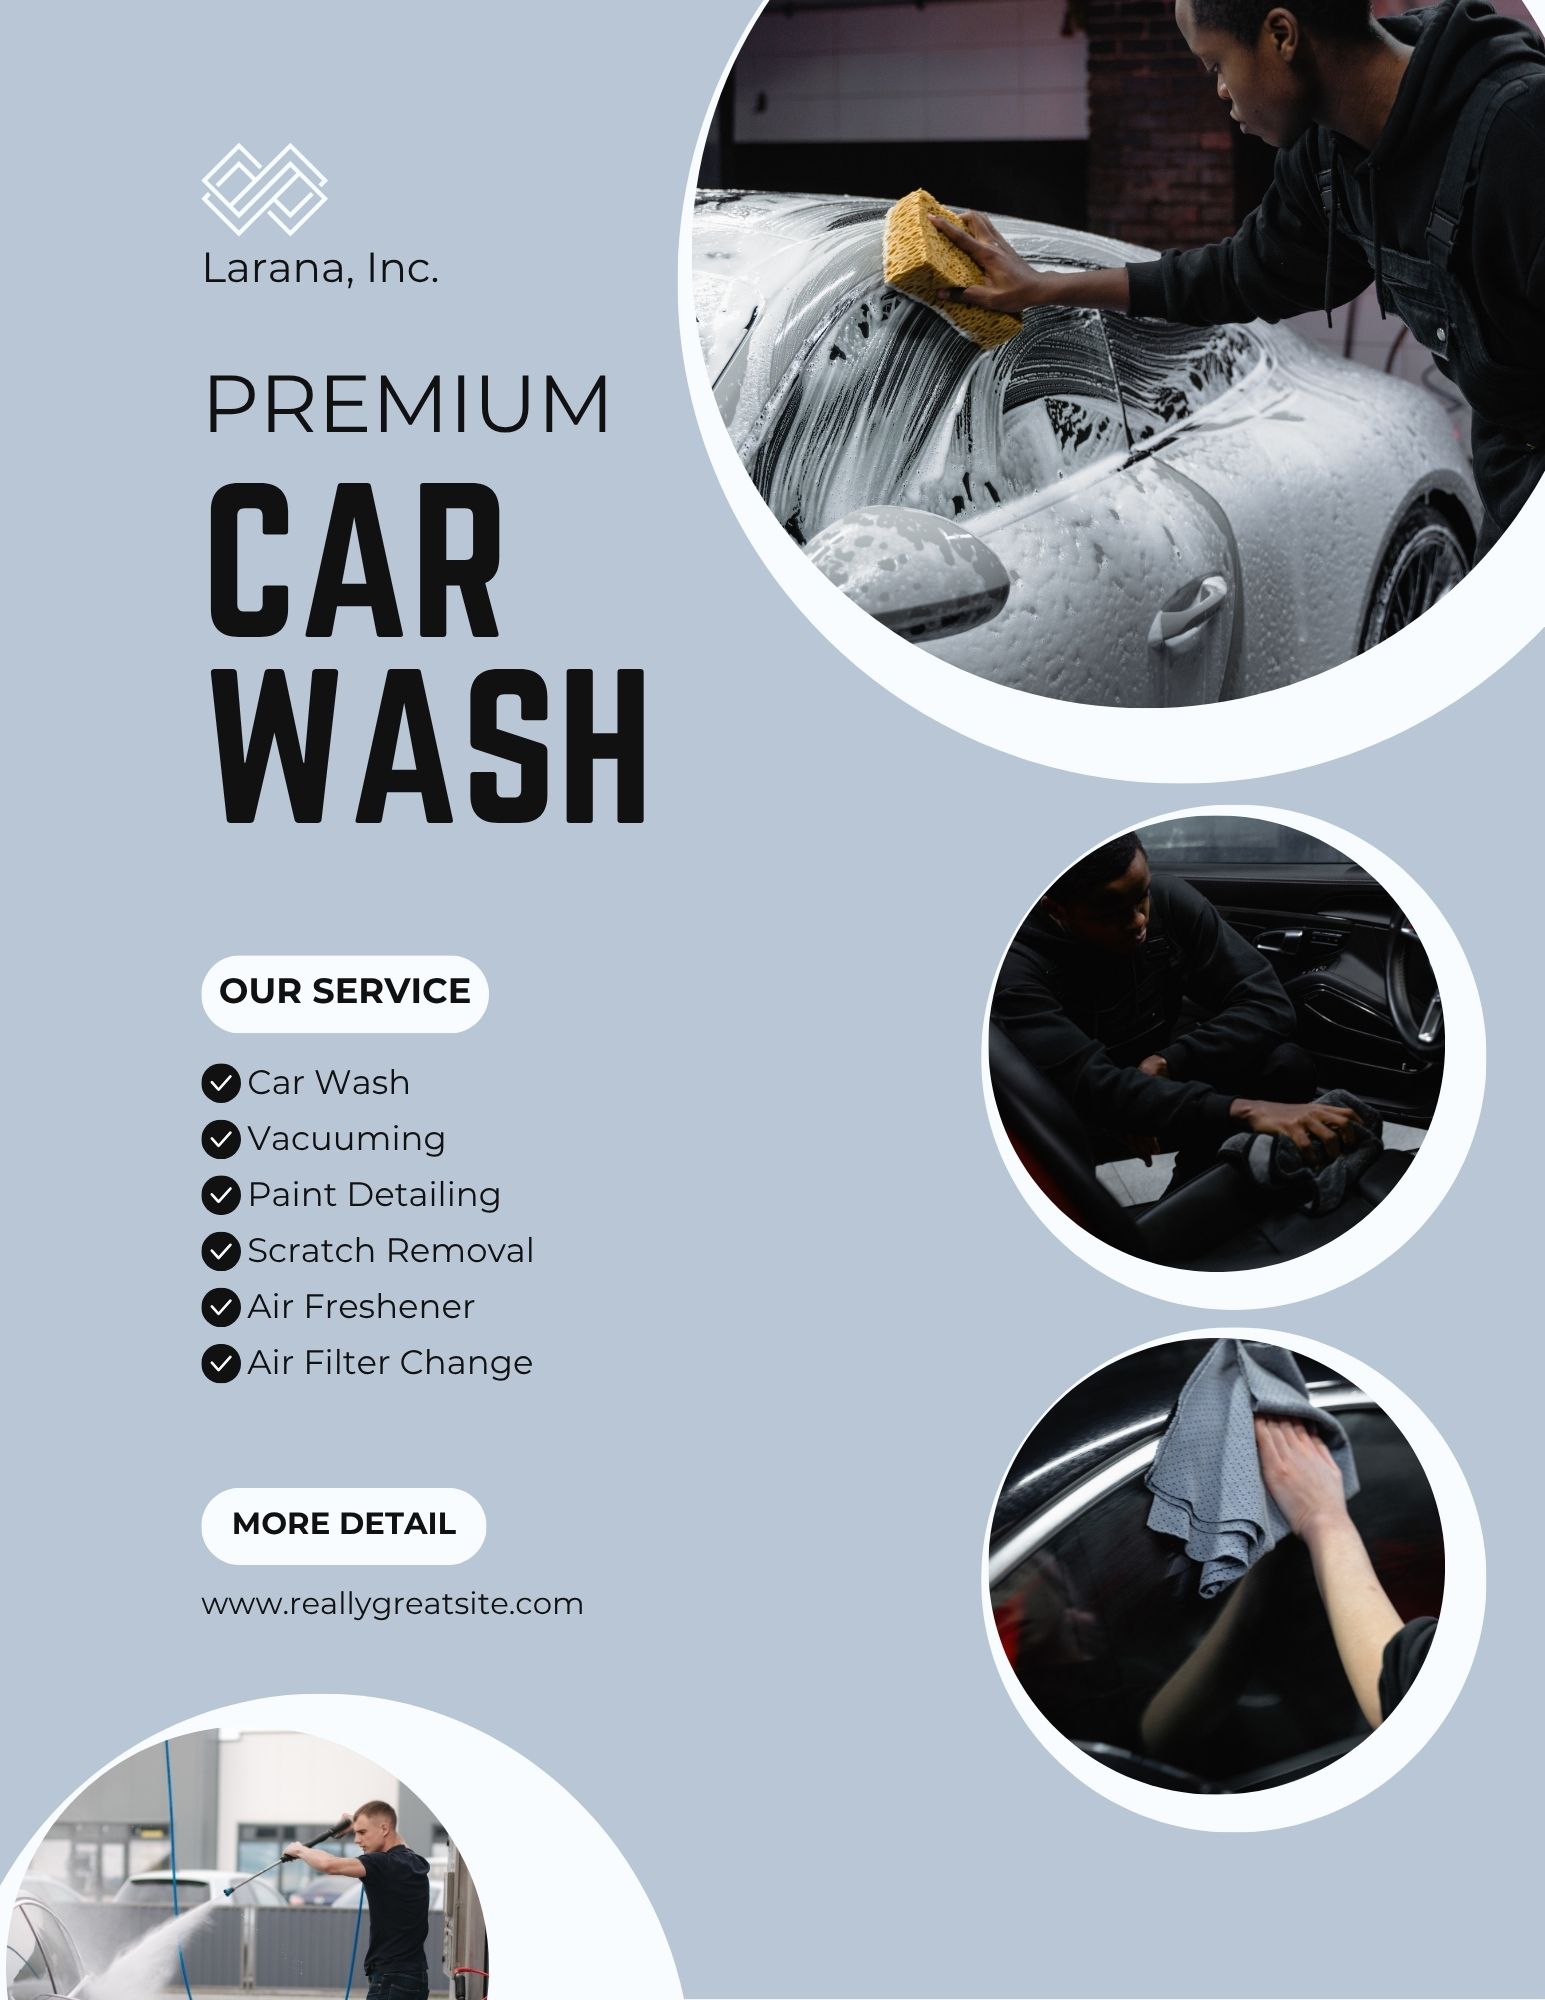 Larana, Inc.
PREMIUM
CAR
WASH
OUR SERVICE
Car Wash
Vacuuming
Paint Detailing
Scratch Removal
Air Freshener
Air Filter Change
MORE DETAIL
www.reallygreatsite.com